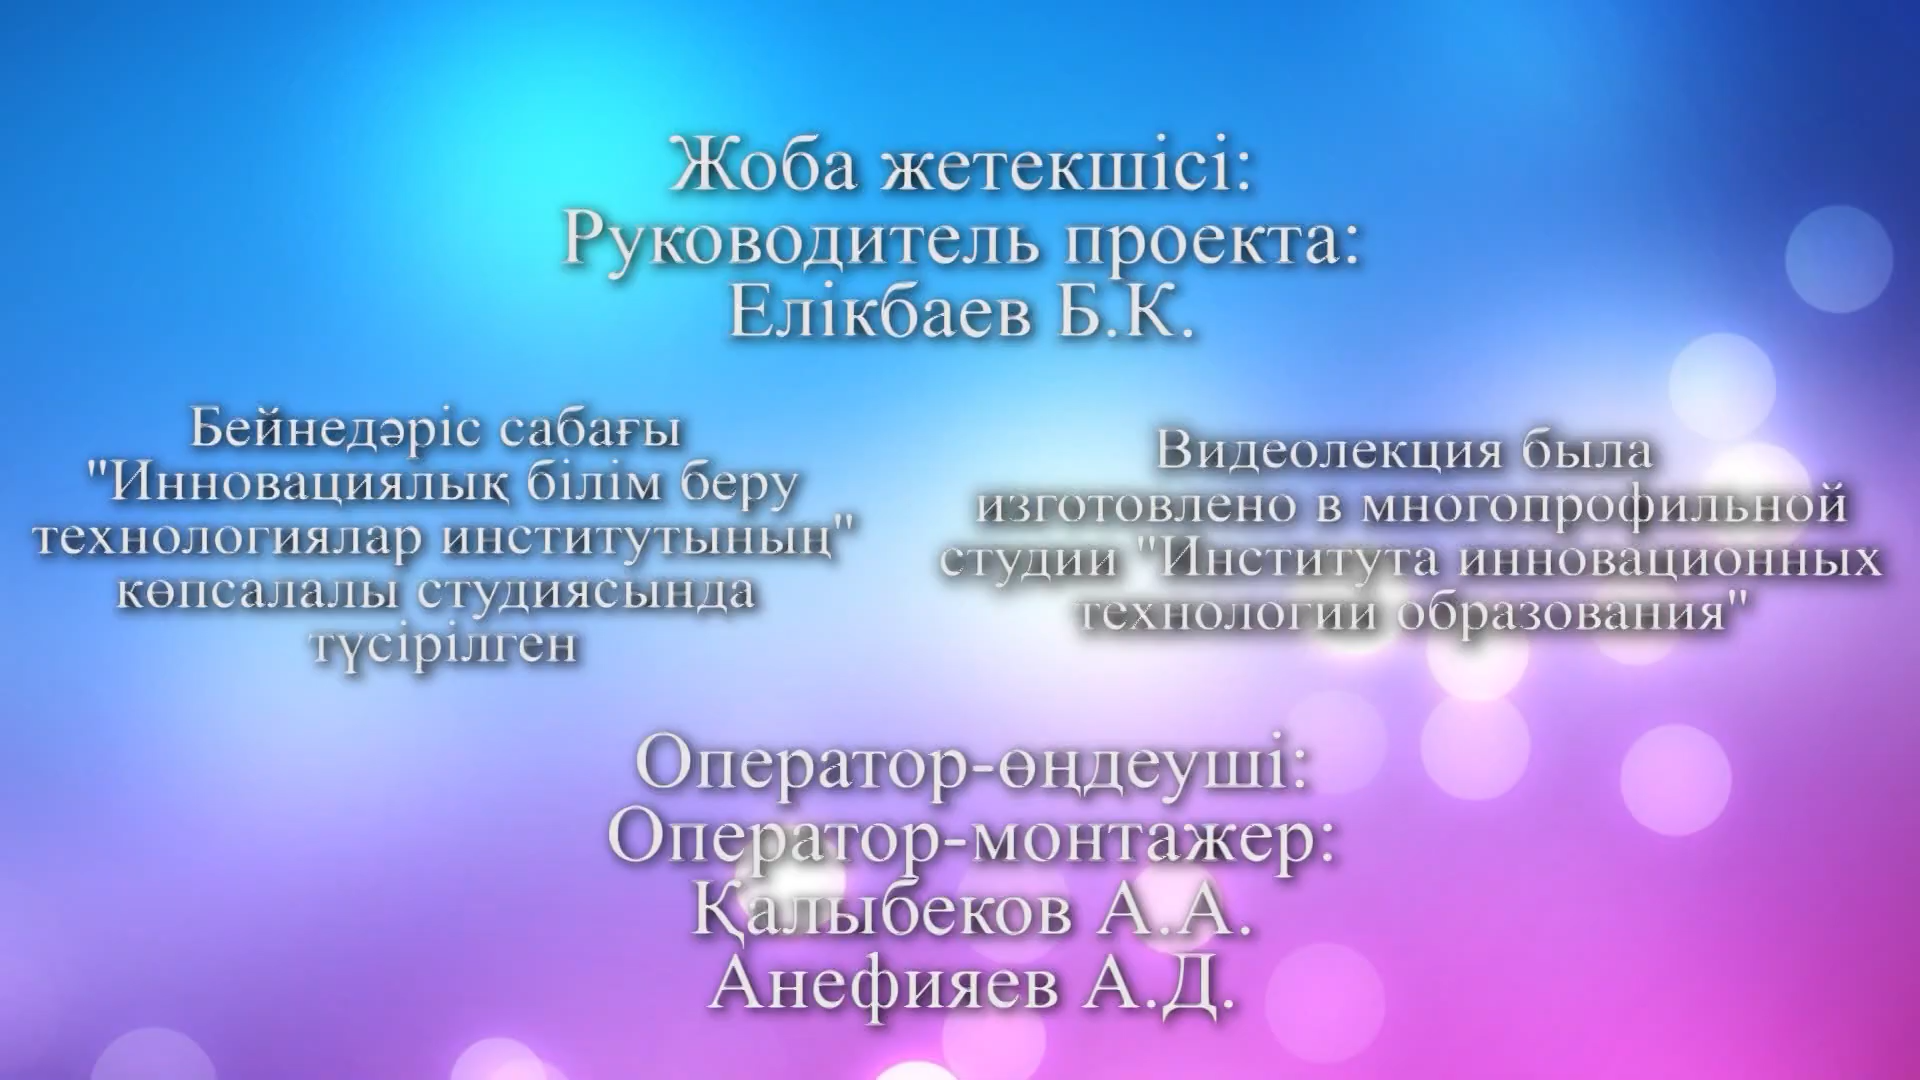 Жоба жетекшісі:
Руководитель проекта:
Елікбаев Б.К.
Бейнедәріс сабағы
"Инновациялық білім беру
технологиялар институтының"
көпсалалы студиясында
түсірілген
Видеолекция была
изготовлено в многопрофильной
студии "Института инновационных
технологии образования"
Оператор-өңдеуші:
Оператор-монтажер:
Қалыбеков А.А.
Анефияев А.Д.